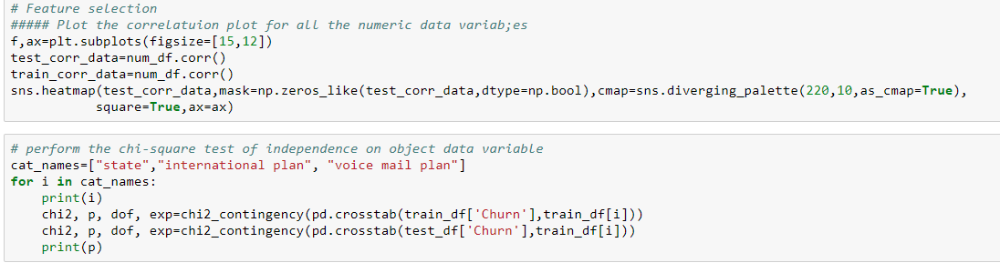 # Feature selection
##### Plot the correlatuion plot for all the numeric data variab;es
f,ax=plt.subplots(figsize=[15,12])
test_corr_data=num_df.corr()
train_corr_data=num_df.corr()
sns.heatmap(test_corr_data,mask=np.zeros_like(test_corr_data,dtype=np.bool),cmap=sns.diverging_palette(220,10,as_cmap=True),
            square=True,ax=ax)
# perform the chi-square test of independence on object data variable
cat_names=["state","international plan", "voice mail plan"]
for i in cat_names:
    print(i)
    chi2, p, dof, exp=chi2_contingency(pd.crosstab(train_df['Churn'],train_df[i]))
    chi2, p, dof, exp=chi2_contingency(pd.crosstab(test_df['Churn'],train_df[i]))
    print(p)